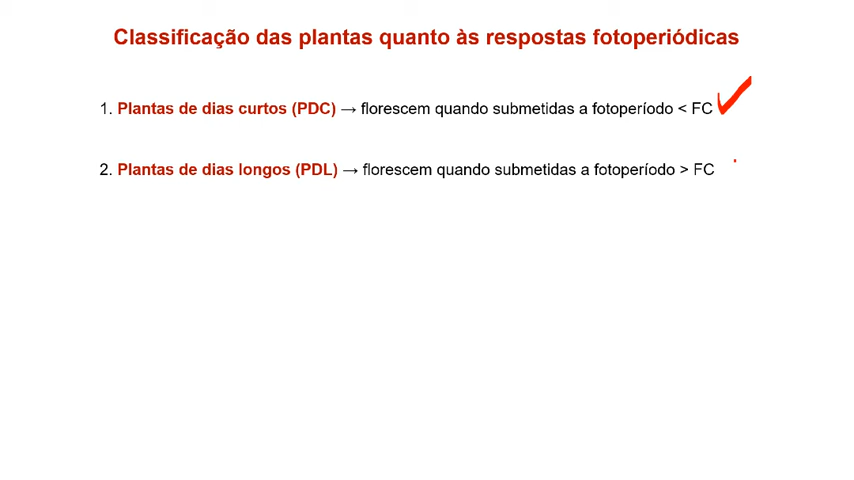 Classificação das plantas quanto às respostas fotoperiódicas
1. Plantas de dias curtos (PDC) → florescem quando submetidas a fotoperíodo < FC
2. Plantas de dias longos (PDL) → florescem quando submetidas a fotoperíodo > FC